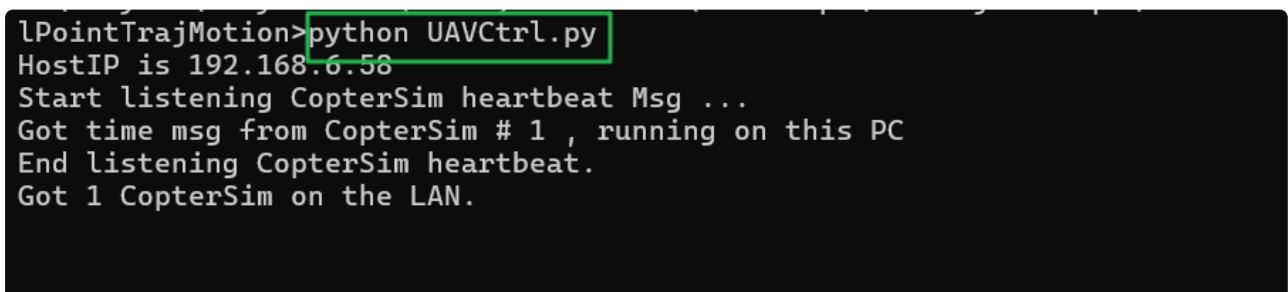 lPointTrajMotion>python UAVCtrl.py
HostIP is 192.168.6.58
Start listening CopterSim heartbeat Msg ...
Got time msg from CopterSim # 1 , running on this PC
End listening CopterSim heartbeat.
Got 1 CopterSim on the LAN.